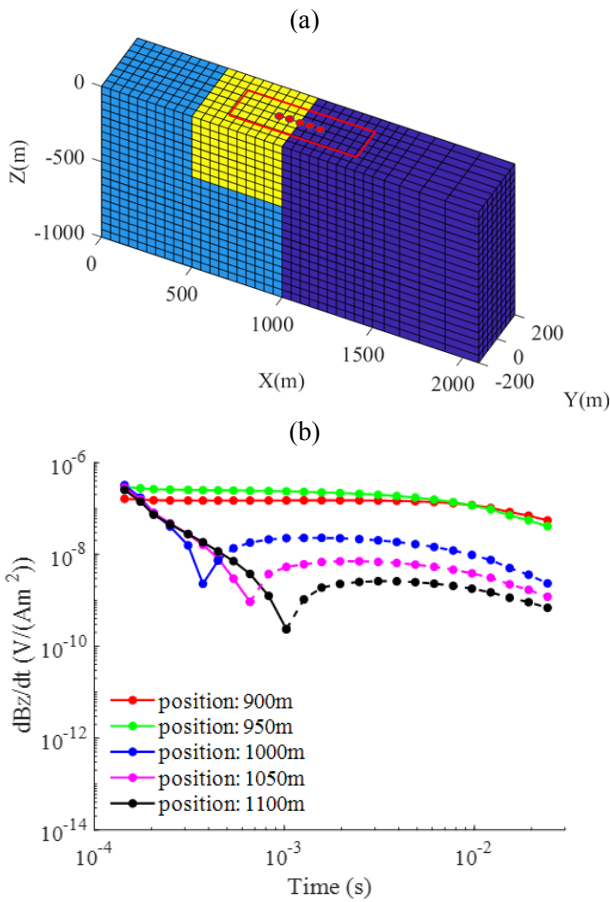 (a)
0
-500
-1000
Z(m)
0
500
1000
1500
2000
X(m)
200
0
-200
Y(m)
(b)
10^-6
10^-8
10^-10
10^-12
10^-14
dBz/dt (V/(Am^2))
position: 900m
position: 950m
position: 1000m
position: 1050m
position: 1100m
10^-4
10^-3
10^-2
Time (s)